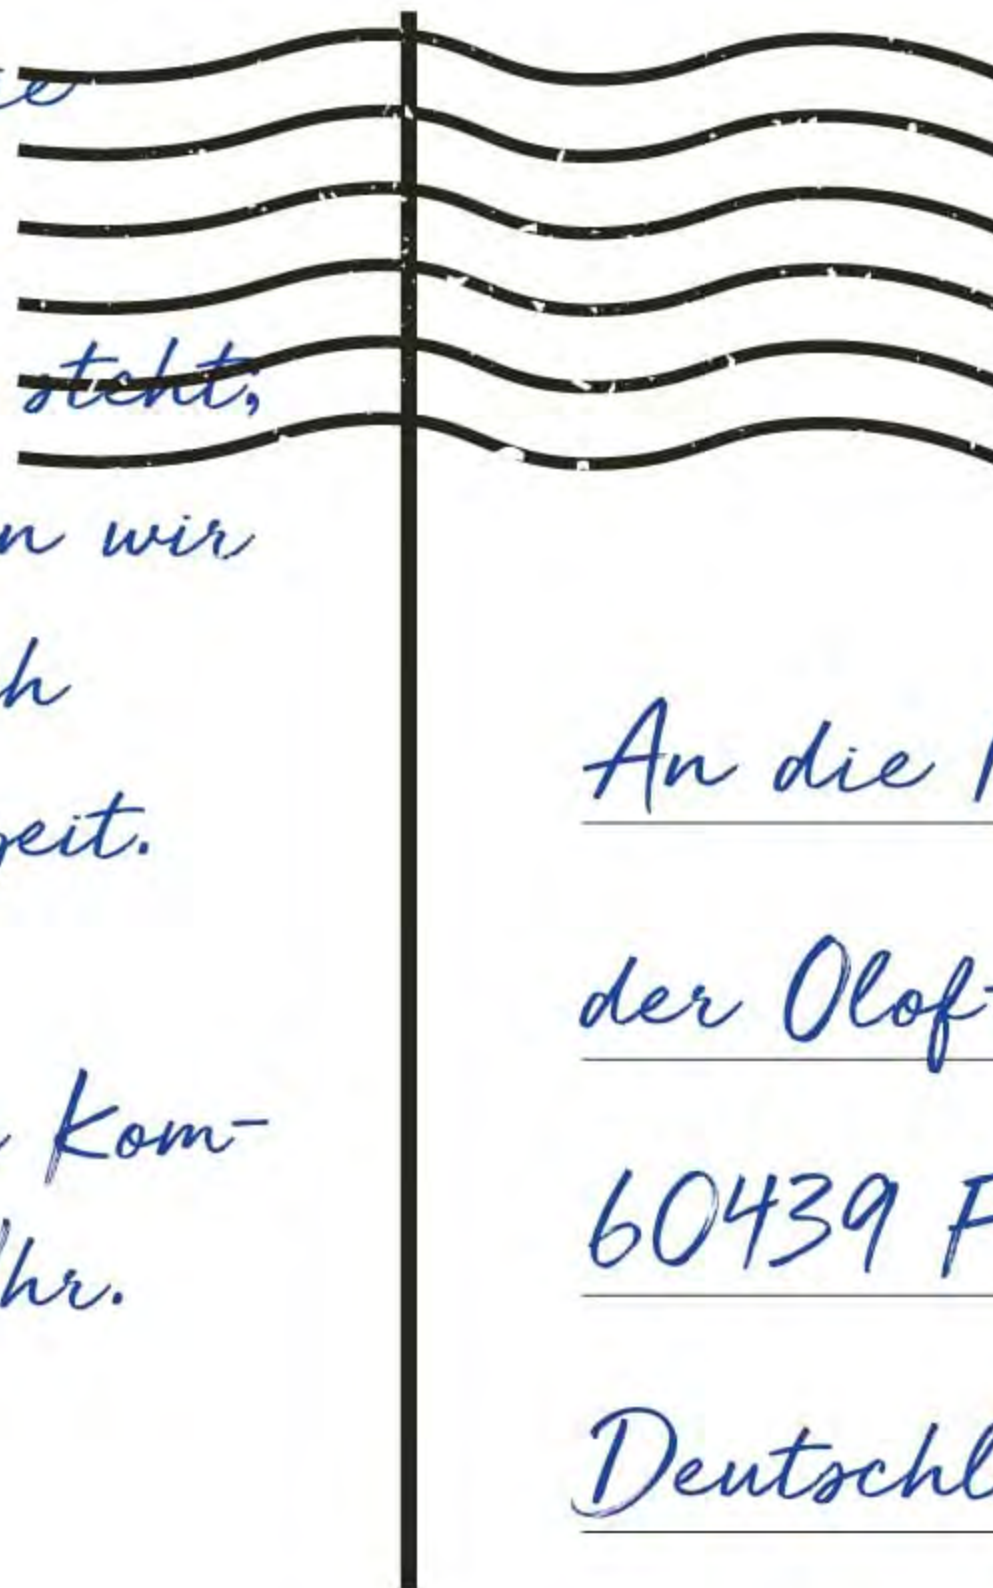 steht,
n wir
h
eit.
Kom-
hr.
An die
der Olof-
60439 F
Deutschl